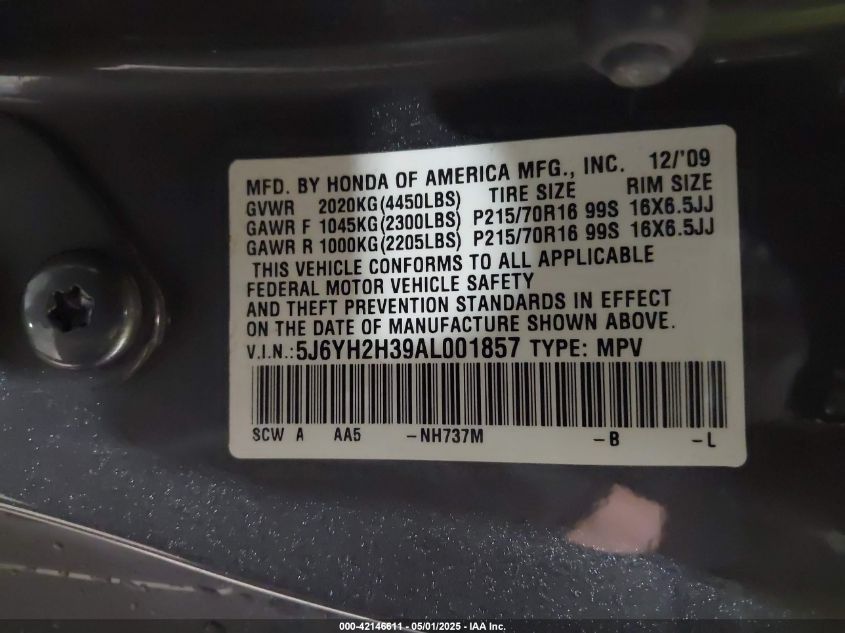 MFD. BY HONDA OF AMERICA MFG., INC. 12/'09
GVWR 2020KG(4450LBS) TIRE SIZE RIM SIZE
GAWR F 1045KG(2300LBS) P215/70R16 99S 16X6.5JJ
GAWR R 1000KG(2205LBS) P215/70R16 99S 16X6.5JJ
THIS VEHICLE CONFORMS TO ALL APPLICABLE
FEDERAL MOTOR VEHICLE SAFETY
AND THEFT PREVENTION STANDARDS IN EFFECT
ON THE DATE OF MANUFACTURE SHOWN ABOVE.
V.I.N.: 5J6YH2H39AL001857 TYPE: MPV
SCW A AA5 -NH737M -B -L
000-42146611 - 05/01/2025 - IAA Inc.